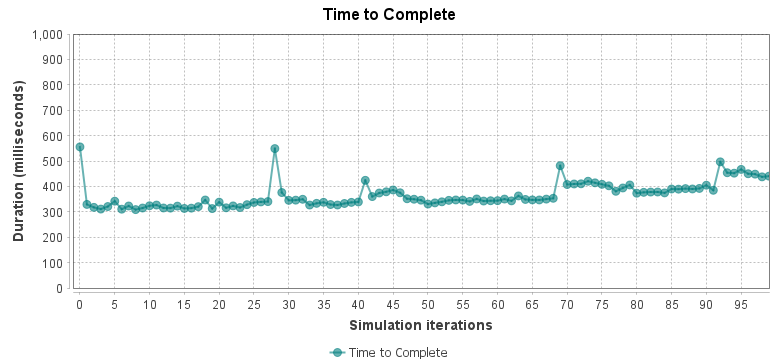 Time to Complete
1,000
900
800
700
600
500
400
300
200
100
0
Duration (milliseconds)
0 5 10 15 20 25 30 35 40 45 50 55 60 65 70 75 80 85 90 95
Simulation iterations
Time to Complete